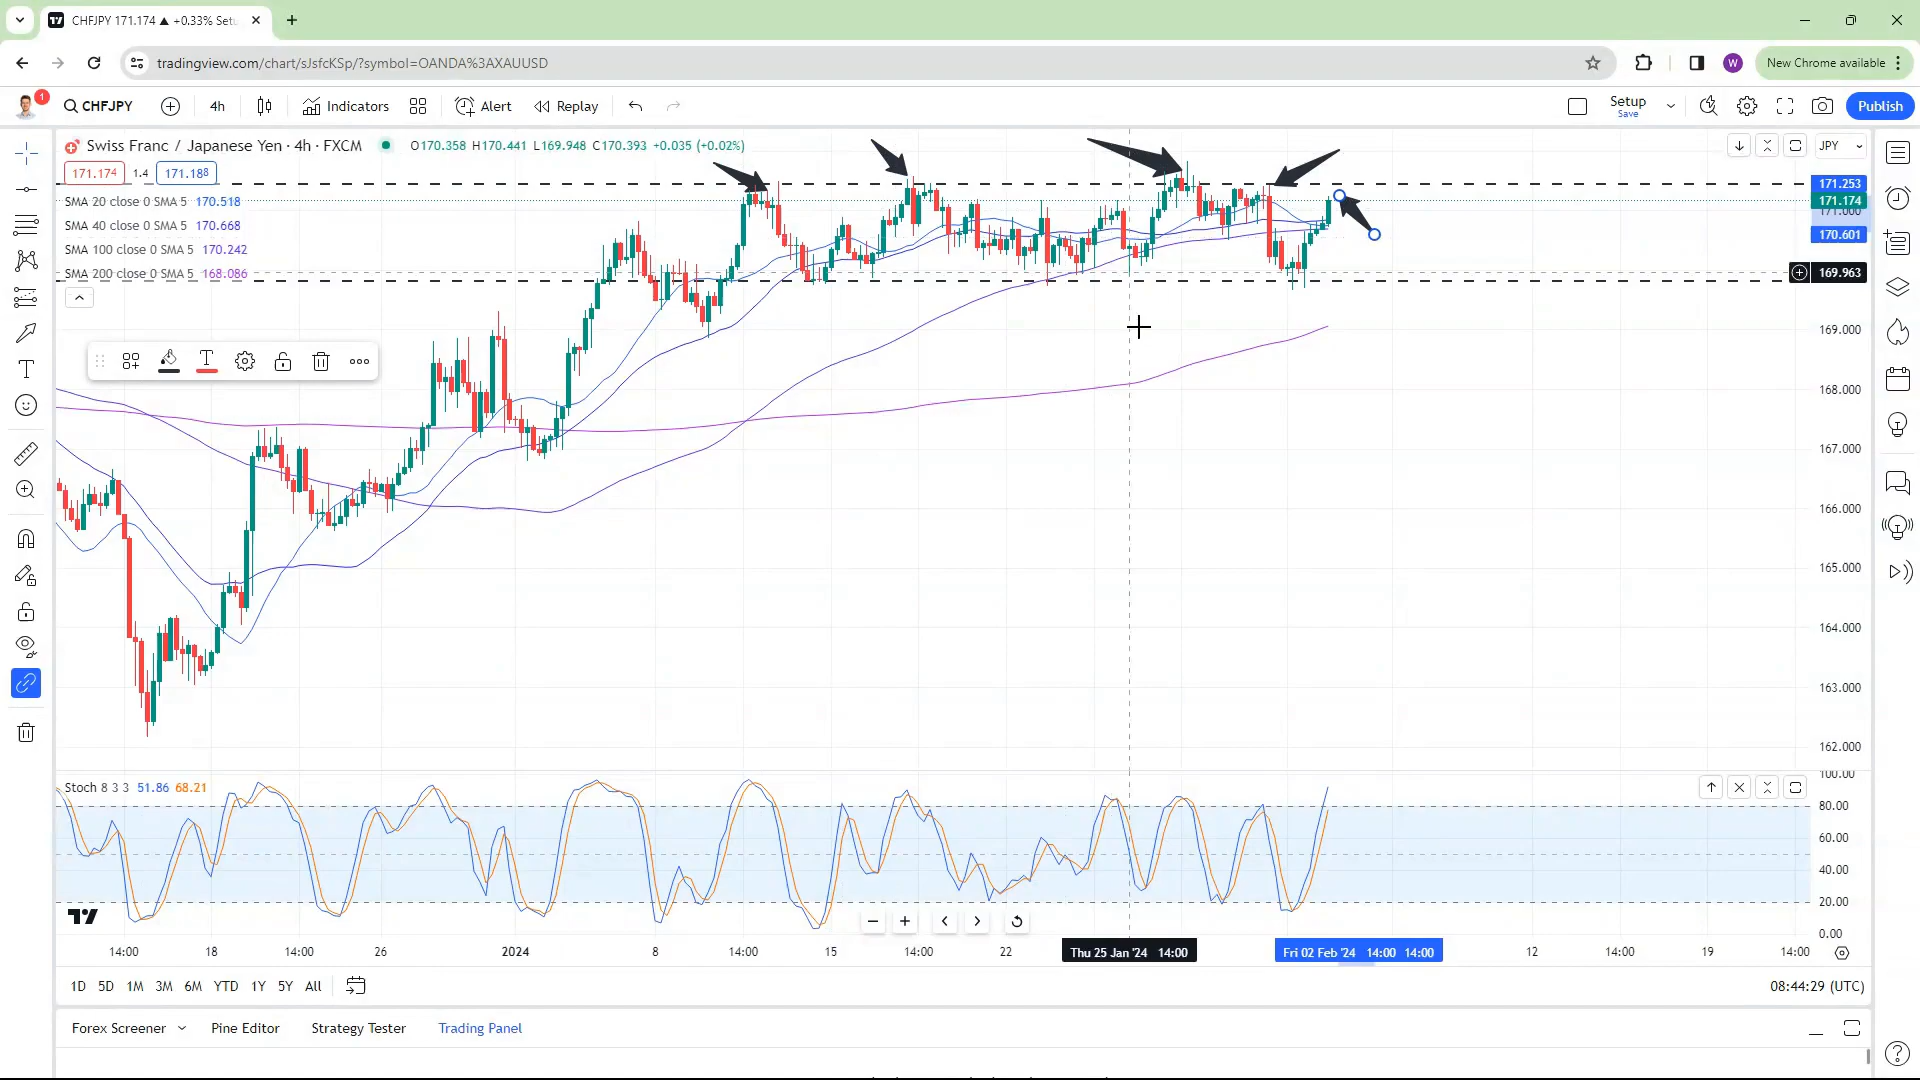 CHFJPY 171.174 ▲ +0.33% Setu
tradingview.com/chart/sJsfcKSp/?symbol=OANDA%3AXAUUSD
W
New Chrome available
1
CHFJPY
4h
Indicators
Alert
Replay
Setup
Save
Publish
Swiss Franc / Japanese Yen · 4h · FXCM
O170.358 H170.441 L169.948 C170.393 +0.035 (+0.02%)
JPY
171.174
1.4
171.188
SMA 20 close 0 SMA 5 170.518
SMA 40 close 0 SMA 5 170.668
SMA 100 close 0 SMA 5 170.242
SMA 200 close 0 SMA 5 168.086
171.253
171.174
171.000
170.601
169.963
169.000
168.000
167.000
166.000
165.000
164.000
163.000
162.000
T
T
Stoch 8 3 3 51.86 68.21
100.00
80.00
60.00
40.00
20.00
0.00
14:00 18 14:00 26 2024 8 14:00 15 14:00 22 Thu 25 Jan '24 14:00 Fri 02 Feb '24 14:00 14:00 12 14:00 19 14:00
1D 5D 1M 3M 6M YTD 1Y 5Y All
08:44:29 (UTC)
Forex Screener Pine Editor Strategy Tester Trading Panel